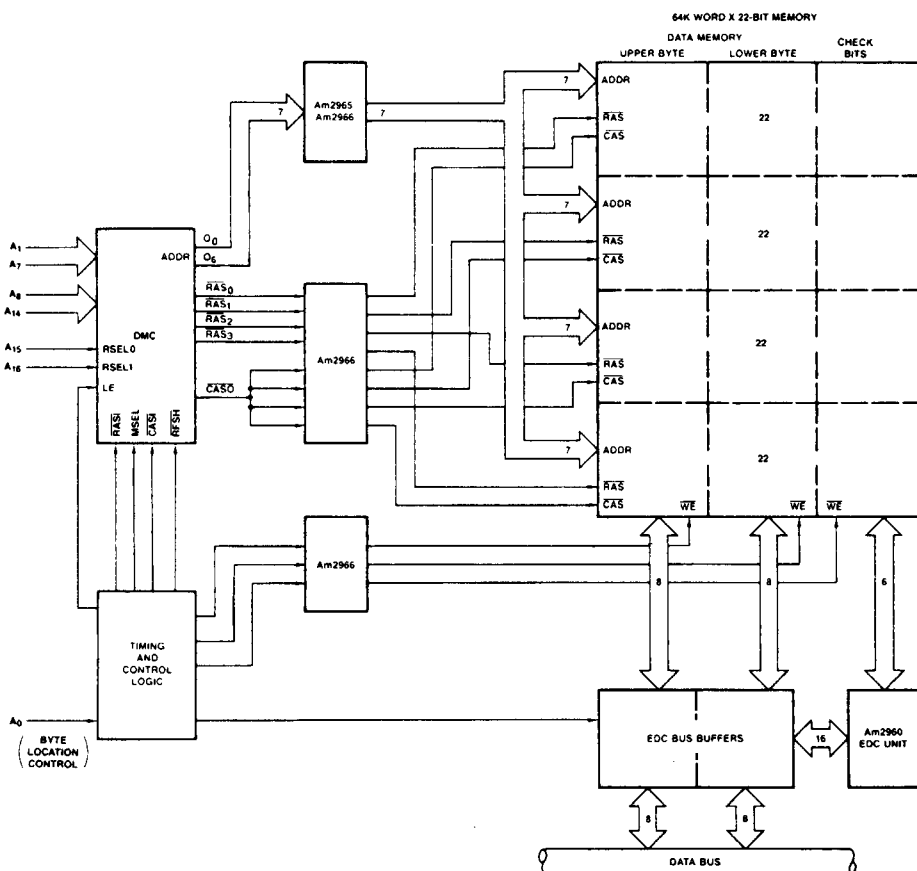 64K WORD X 22-BIT MEMORY
DATA MEMORY
UPPER BYTE LOWER BYTE CHECK BITS
Am2965
Am2966
7
7
7
ADDR
RAS
CAS
22
7
ADDR
RAS
CAS
22
7
ADDR
RAS
CAS
22
7
ADDR
RAS
CAS
22
WE
WE
WE
A1
A7
A8
A14
A15
A16
ADDR
DMC
RSEL0
RSEL1
LE
RASI
MSEL
CASI
RFSH
O0
O6
RAS0
RAS1
RAS2
RAS3
CASO
Am2966
Am2966
8
8
6
TIMING
AND
CONTROL
LOGIC
A0
(BYTE
LOCATION
CONTROL)
EDC BUS BUFFERS
16
Am2960
EDC UNIT
8
8
DATA BUS